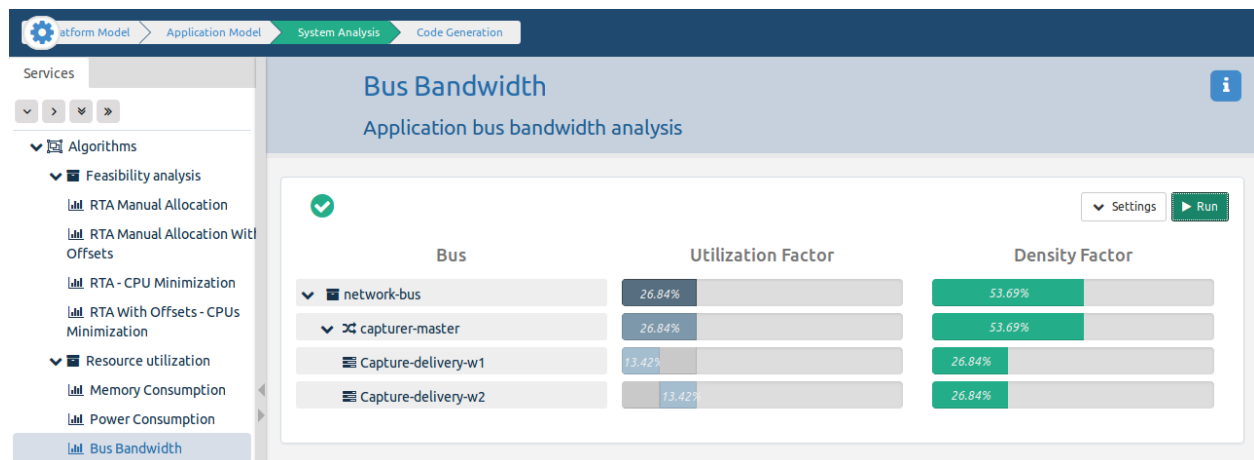 atform Model
Application Model
System Analysis
Code Generation
Services
Bus Bandwidth
Application bus bandwidth analysis
Algorithms
Feasibility analysis
RTA Manual Allocation
RTA Manual Allocation With
Offsets
RTA - CPU Minimization
RTA With Offsets - CPUs
Minimization
Resource utilization
Memory Consumption
Power Consumption
Bus Bandwidth
Settings
Run
Bus Utilization Factor Density Factor
network-bus 26.84% 53.69%
capturer-master 26.84% 53.69%
Capture-delivery-w1 13.42% 26.84%
Capture-delivery-w2 13.42% 26.84%